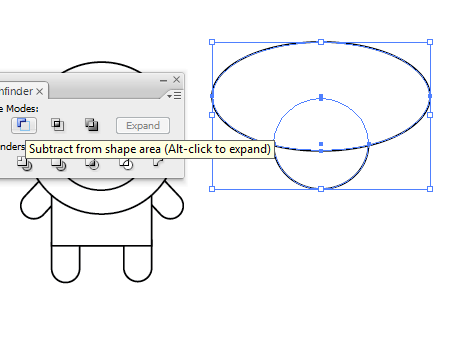 nfinder ×
e Modes:
Expand
Subtract from shape area (Alt-click to expand)
nders